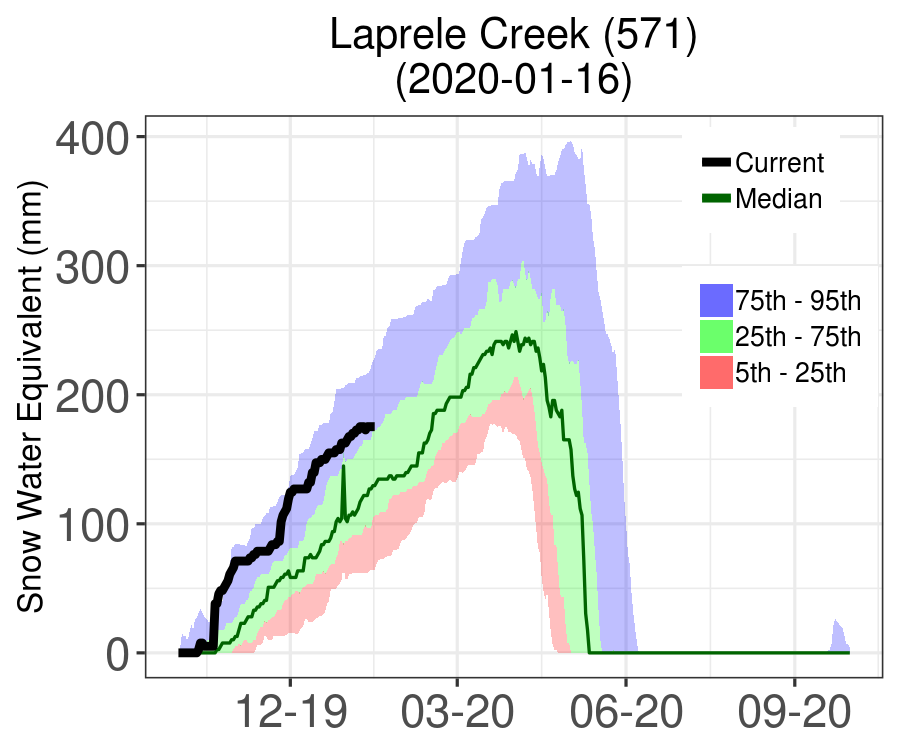 Laprele Creek (571)
(2020-01-16)
Snow Water Equivalent (mm)
400
300
200
100
0
12-19
03-20
06-20
09-20
Current
Median
75th - 95th
25th - 75th
5th - 25th